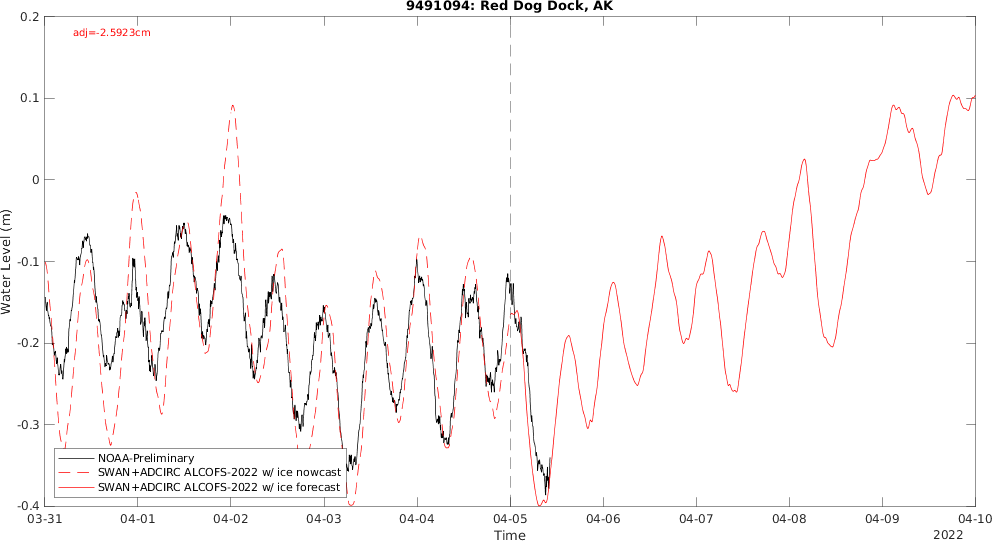 9491094: Red Dog Dock, AK
adj=-2.5923cm
0.2
0.1
0
-0.1
-0.2
-0.3
-0.4
Water Level (m)
NOAA-Preliminary
SWAN+ADCIRC ALCOFS-2022 w/ ice nowcast
SWAN+ADCIRC ALCOFS-2022 w/ ice forecast
03-31 04-01 04-02 04-03 04-04 04-05 04-06 04-07 04-08 04-09 04-10
Time
2022